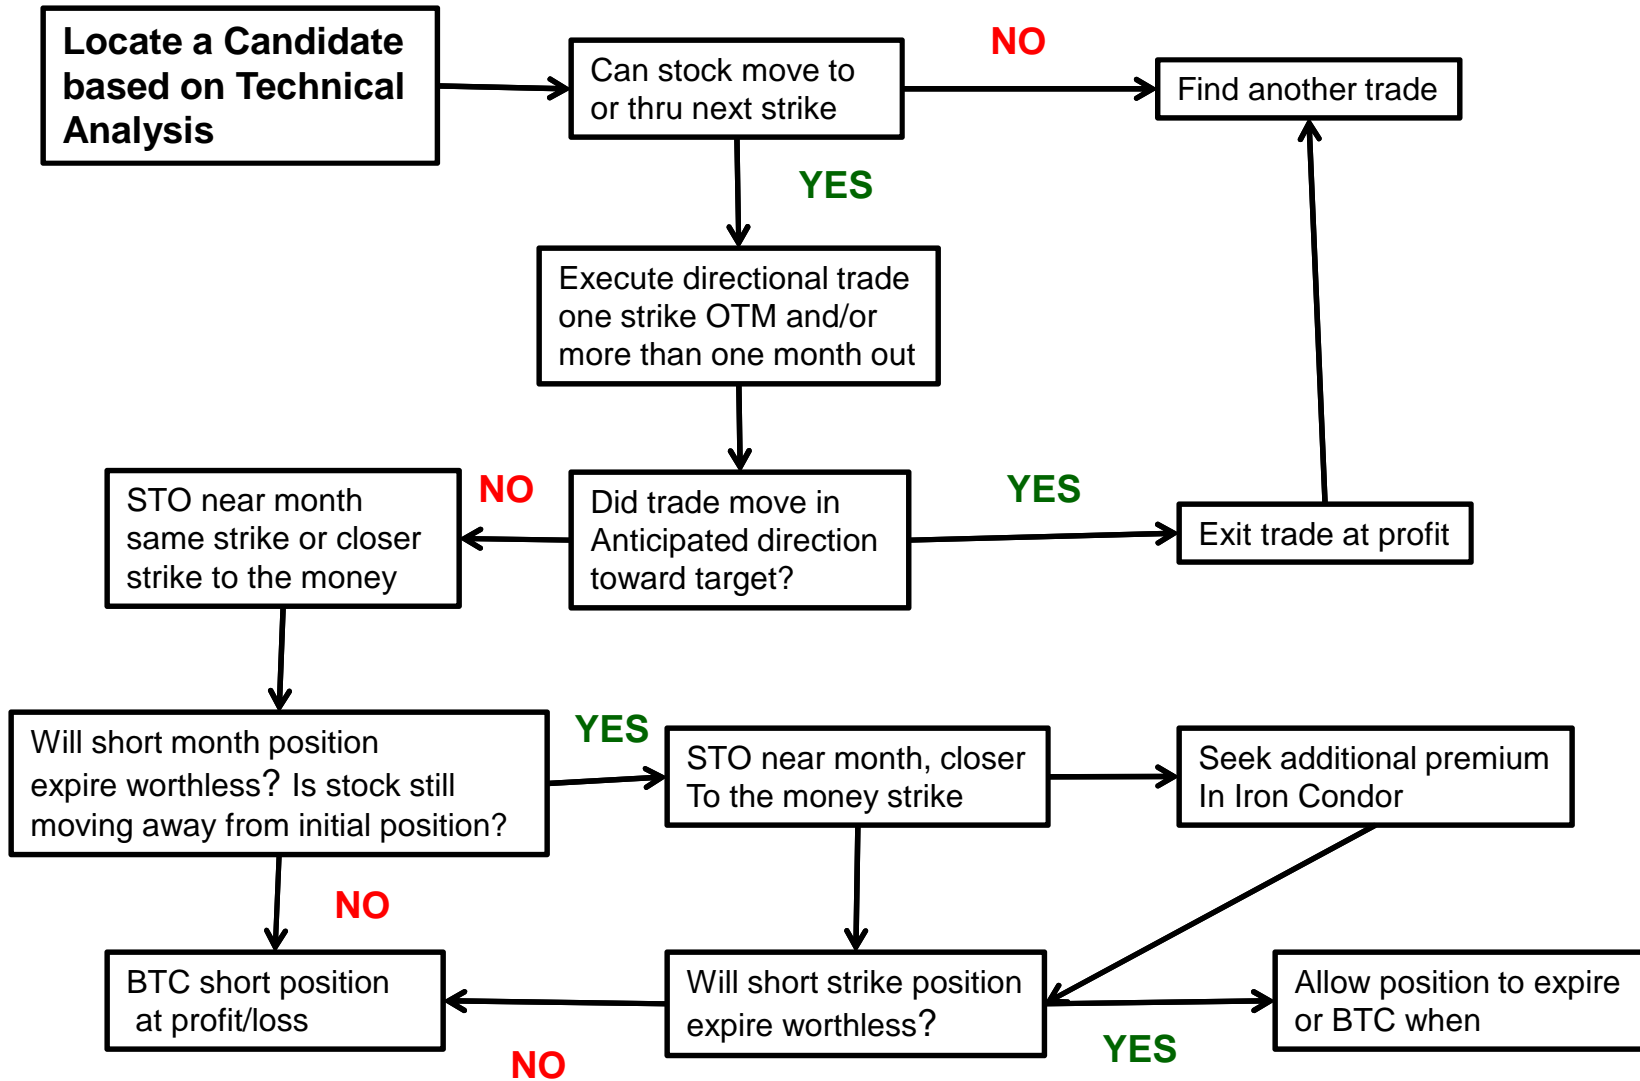 Locate a Candidate
based on Technical
Analysis
Can stock move to
or thru next strike
NO
Find another trade
YES
Execute directional trade
one strike OTM and/or
more than one month out
STO near month
same strike or closer
strike to the money
NO
Did trade move in
Anticipated direction
toward target?
YES
Exit trade at profit
Will short month position
expire worthless? Is stock still
moving away from initial position?
YES
STO near month, closer
To the money strike
Seek additional premium
In Iron Condor
NO
BTC short position
at profit/loss
NO
Will short strike position
expire worthless?
YES
Allow position to expire
or BTC when